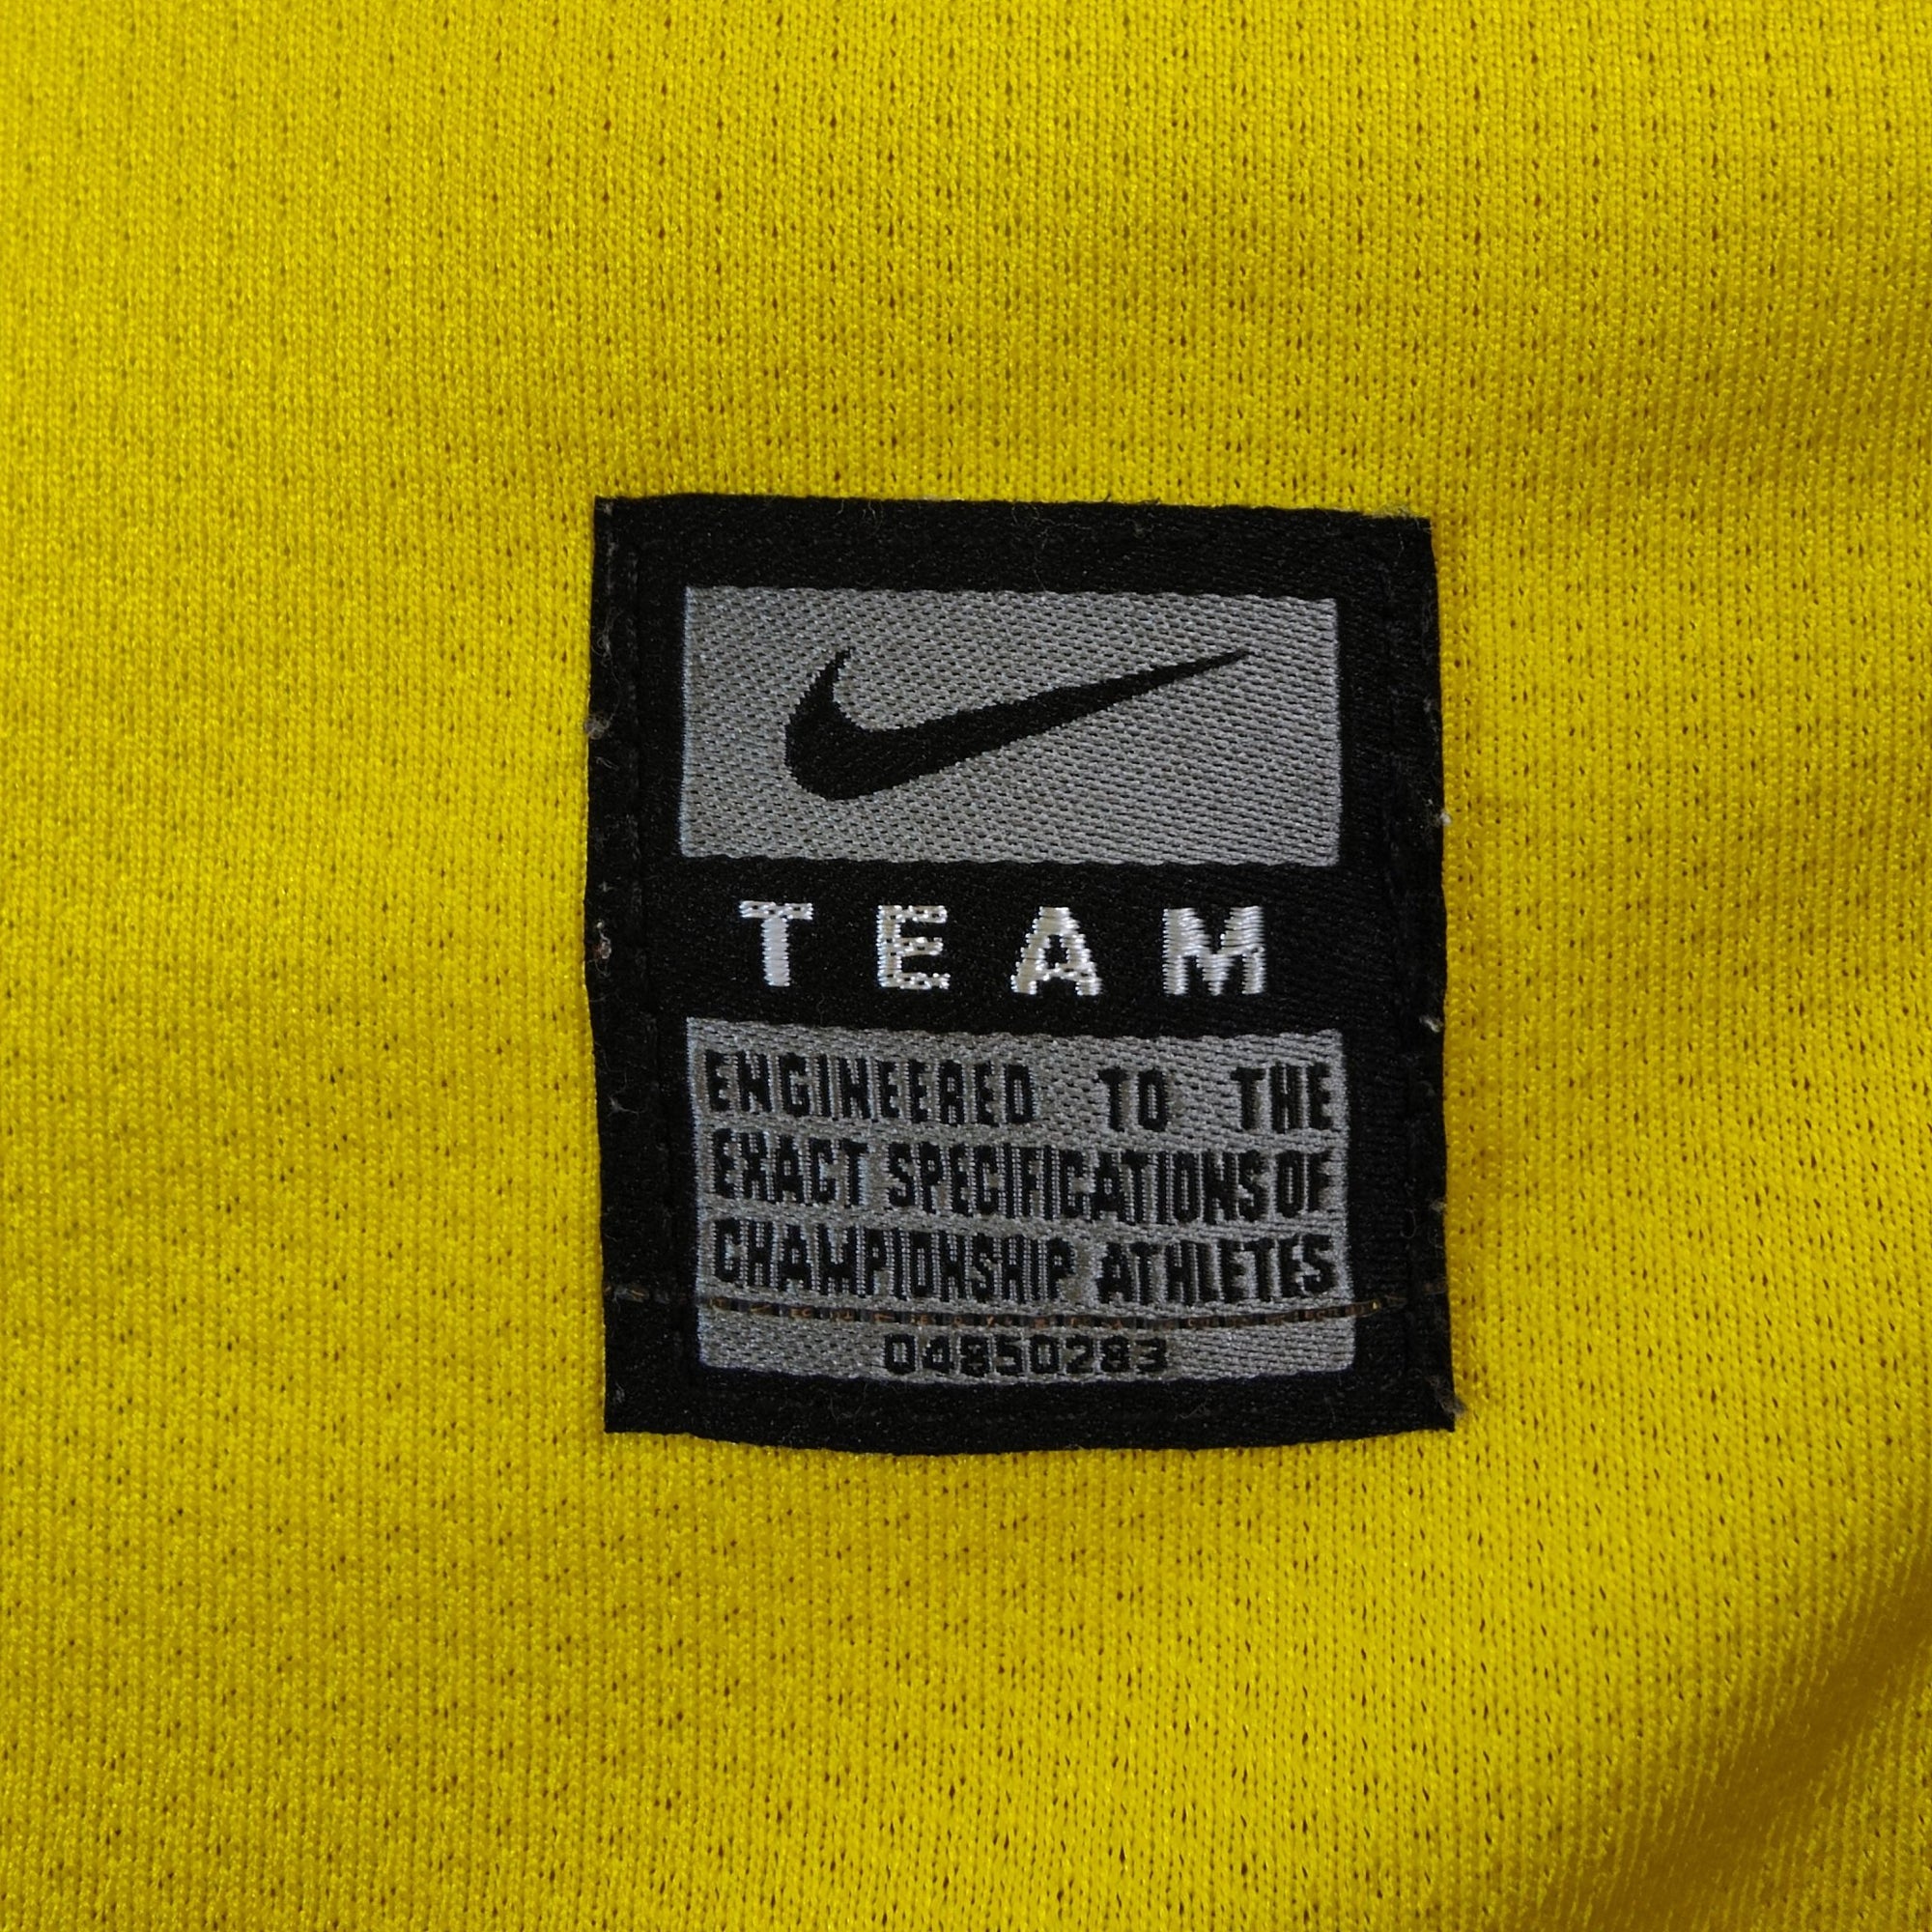 TEAM
ENGINEERED TO THE
EXACT SPECIFICATIONS OF
CHAMPIONSHIP ATHLETES
04850283